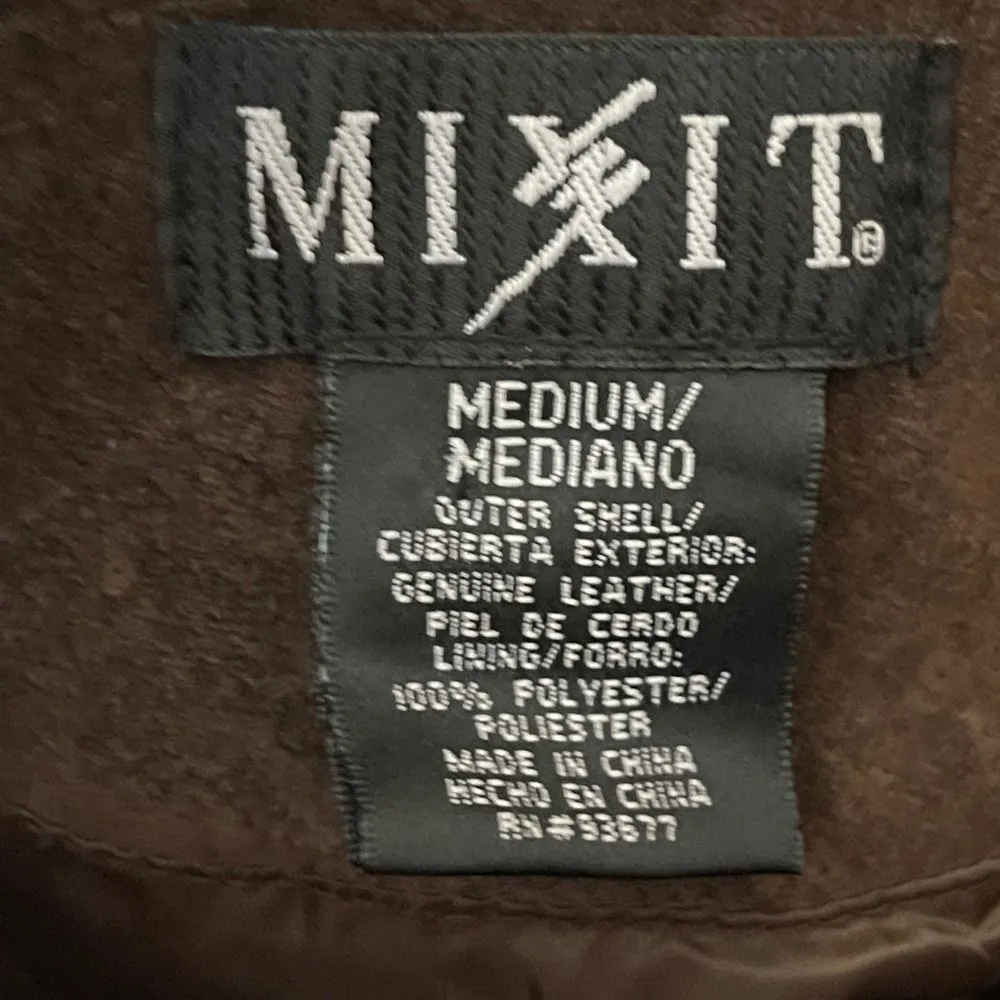 MIXIT®
MEDIUM/
MEDIANO
OUTER SHELL/
CUBIERTA EXTERIOR:
GENUINE LEATHER/
PIEL DE CERDO
LINING/FORRO:
100% POLYESTER/
POLIESTER
MADE IN CHINA
HECHO EN CHINA
RN#93677